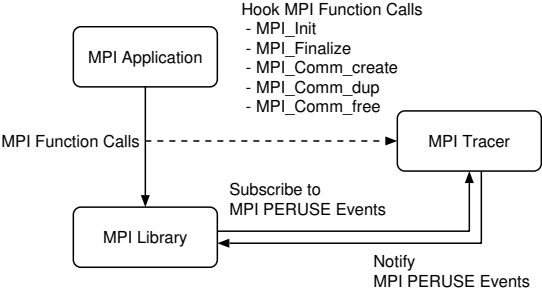 Hook MPI Function Calls
- MPI_Init
- MPI_Finalize
- MPI_Comm_create
- MPI_Comm_dup
- MPI_Comm_free
MPI Application
MPI Function Calls
MPI Tracer
Subscribe to
MPI PERUSE Events
MPI Library
Notify
MPI PERUSE Events